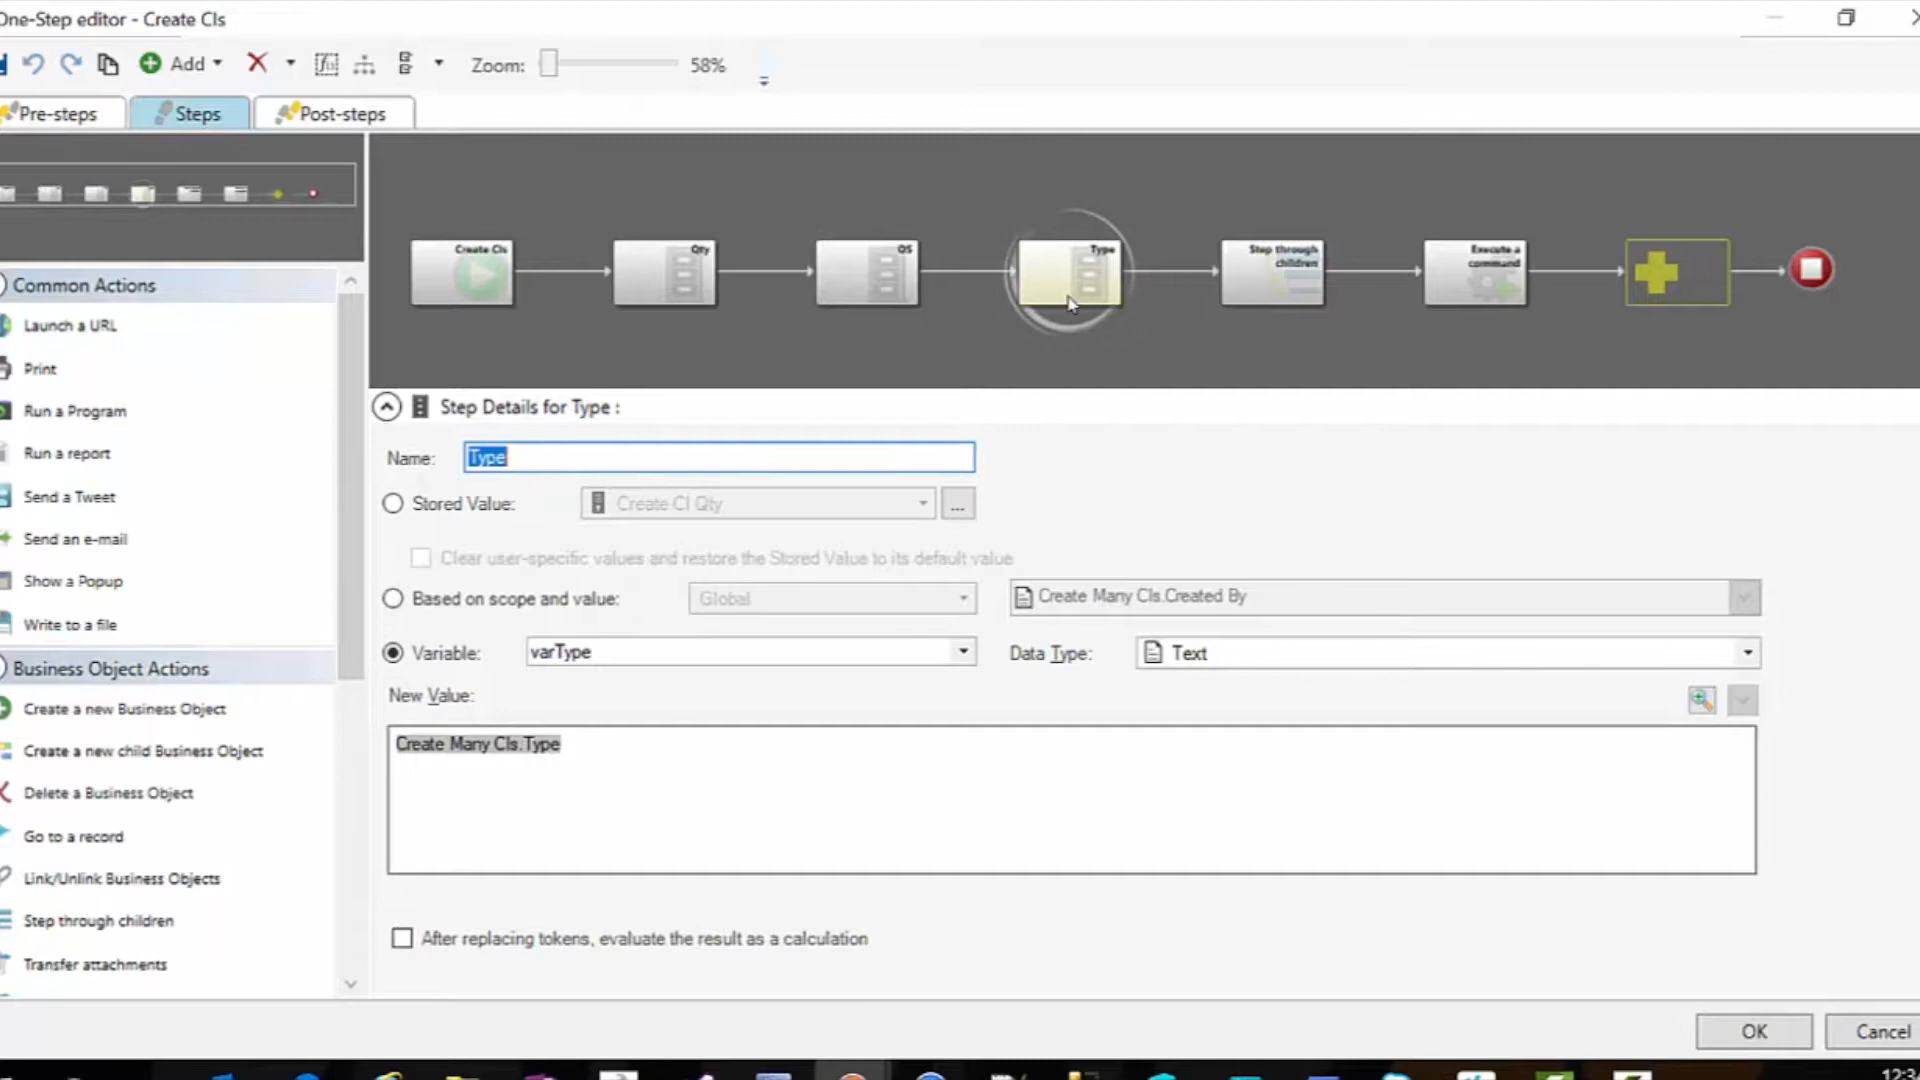 One-Step editor - Create CIs
Add
Zoom:
58%
Pre-steps
Steps
Post-steps
Create CIs
Qty
OS
Type
Step through
children
Execute a
command
Common Actions
Launch a URL
Print
Run a Program
Run a report
Send a Tweet
Send an e-mail
Show a Popup
Write to a file
Business Object Actions
Create a new Business Object
Create a new child Business Object
Delete a Business Object
Go to a record
Link/Unlink Business Objects
Step through children
Transfer attachments
Step Details for Type :
Name:
Type
Stored Value:
Create CI Qty
...
Clear user-specific values and restore the Stored Value to its default value
Based on scope and value:
Global
Create Many CIs.Created By
Variable:
varType
Data Type:
Text
New Value:
Create Many CIs.Type
After replacing tokens, evaluate the result as a calculation
OK
Cancel